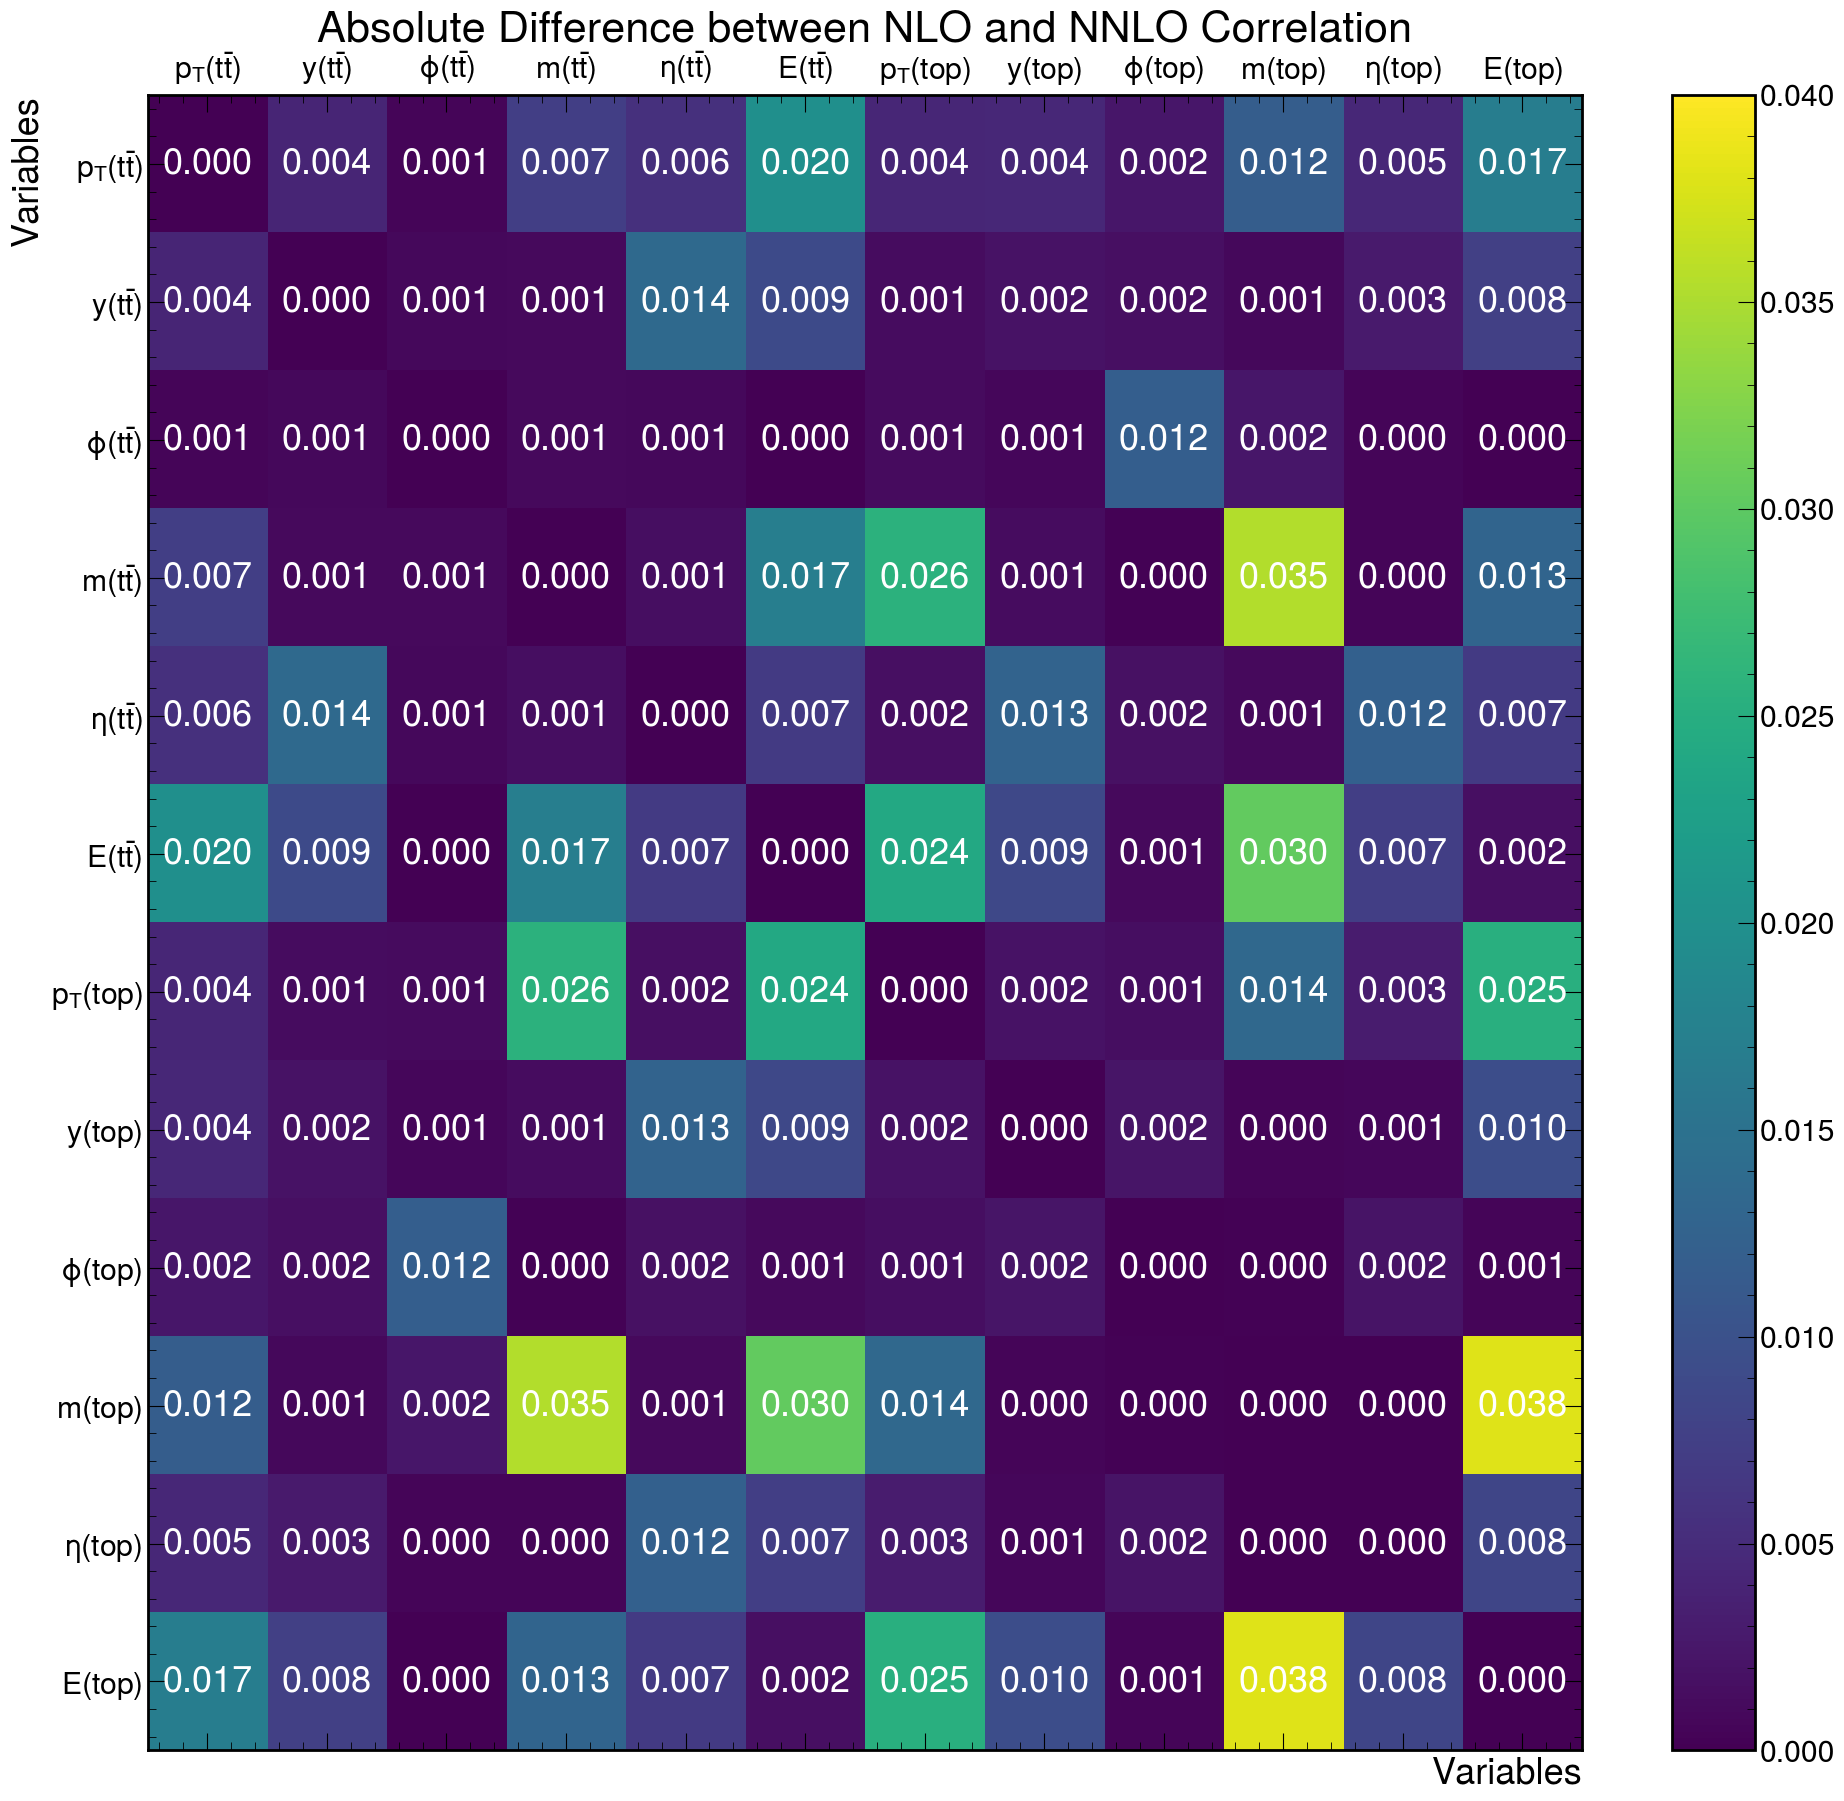 Absolute Difference between NLO and NNLO Correlation
p_T(tt̄) y(tt̄) ϕ(tt̄) m(tt̄) η(tt̄) E(tt̄) p_T(top) y(top) ϕ(top) m(top) η(top) E(top)
Variables
p_T(tt̄) 0.000 0.004 0.001 0.007 0.006 0.020 0.004 0.004 0.002 0.012 0.005 0.017
y(tt̄) 0.004 0.000 0.001 0.001 0.014 0.009 0.001 0.002 0.002 0.001 0.003 0.008
ϕ(tt̄) 0.001 0.001 0.000 0.001 0.001 0.000 0.001 0.001 0.012 0.002 0.000 0.000
m(tt̄) 0.007 0.001 0.001 0.000 0.001 0.017 0.026 0.001 0.000 0.035 0.000 0.013
η(tt̄) 0.006 0.014 0.001 0.001 0.000 0.007 0.002 0.013 0.002 0.001 0.012 0.007
E(tt̄) 0.020 0.009 0.000 0.017 0.007 0.000 0.024 0.009 0.001 0.030 0.007 0.002
p_T(top) 0.004 0.001 0.001 0.026 0.002 0.024 0.000 0.002 0.001 0.014 0.003 0.025
y(top) 0.004 0.002 0.001 0.001 0.013 0.009 0.002 0.000 0.002 0.000 0.001 0.010
ϕ(top) 0.002 0.002 0.012 0.000 0.002 0.001 0.001 0.002 0.000 0.000 0.002 0.001
m(top) 0.012 0.001 0.002 0.035 0.001 0.030 0.014 0.000 0.000 0.000 0.000 0.038
η(top) 0.005 0.003 0.000 0.000 0.012 0.007 0.003 0.001 0.002 0.000 0.000 0.008
E(top) 0.017 0.008 0.000 0.013 0.007 0.002 0.025 0.010 0.001 0.038 0.008 0.000
Variables
0.040
0.035
0.030
0.025
0.020
0.015
0.010
0.005
0.000